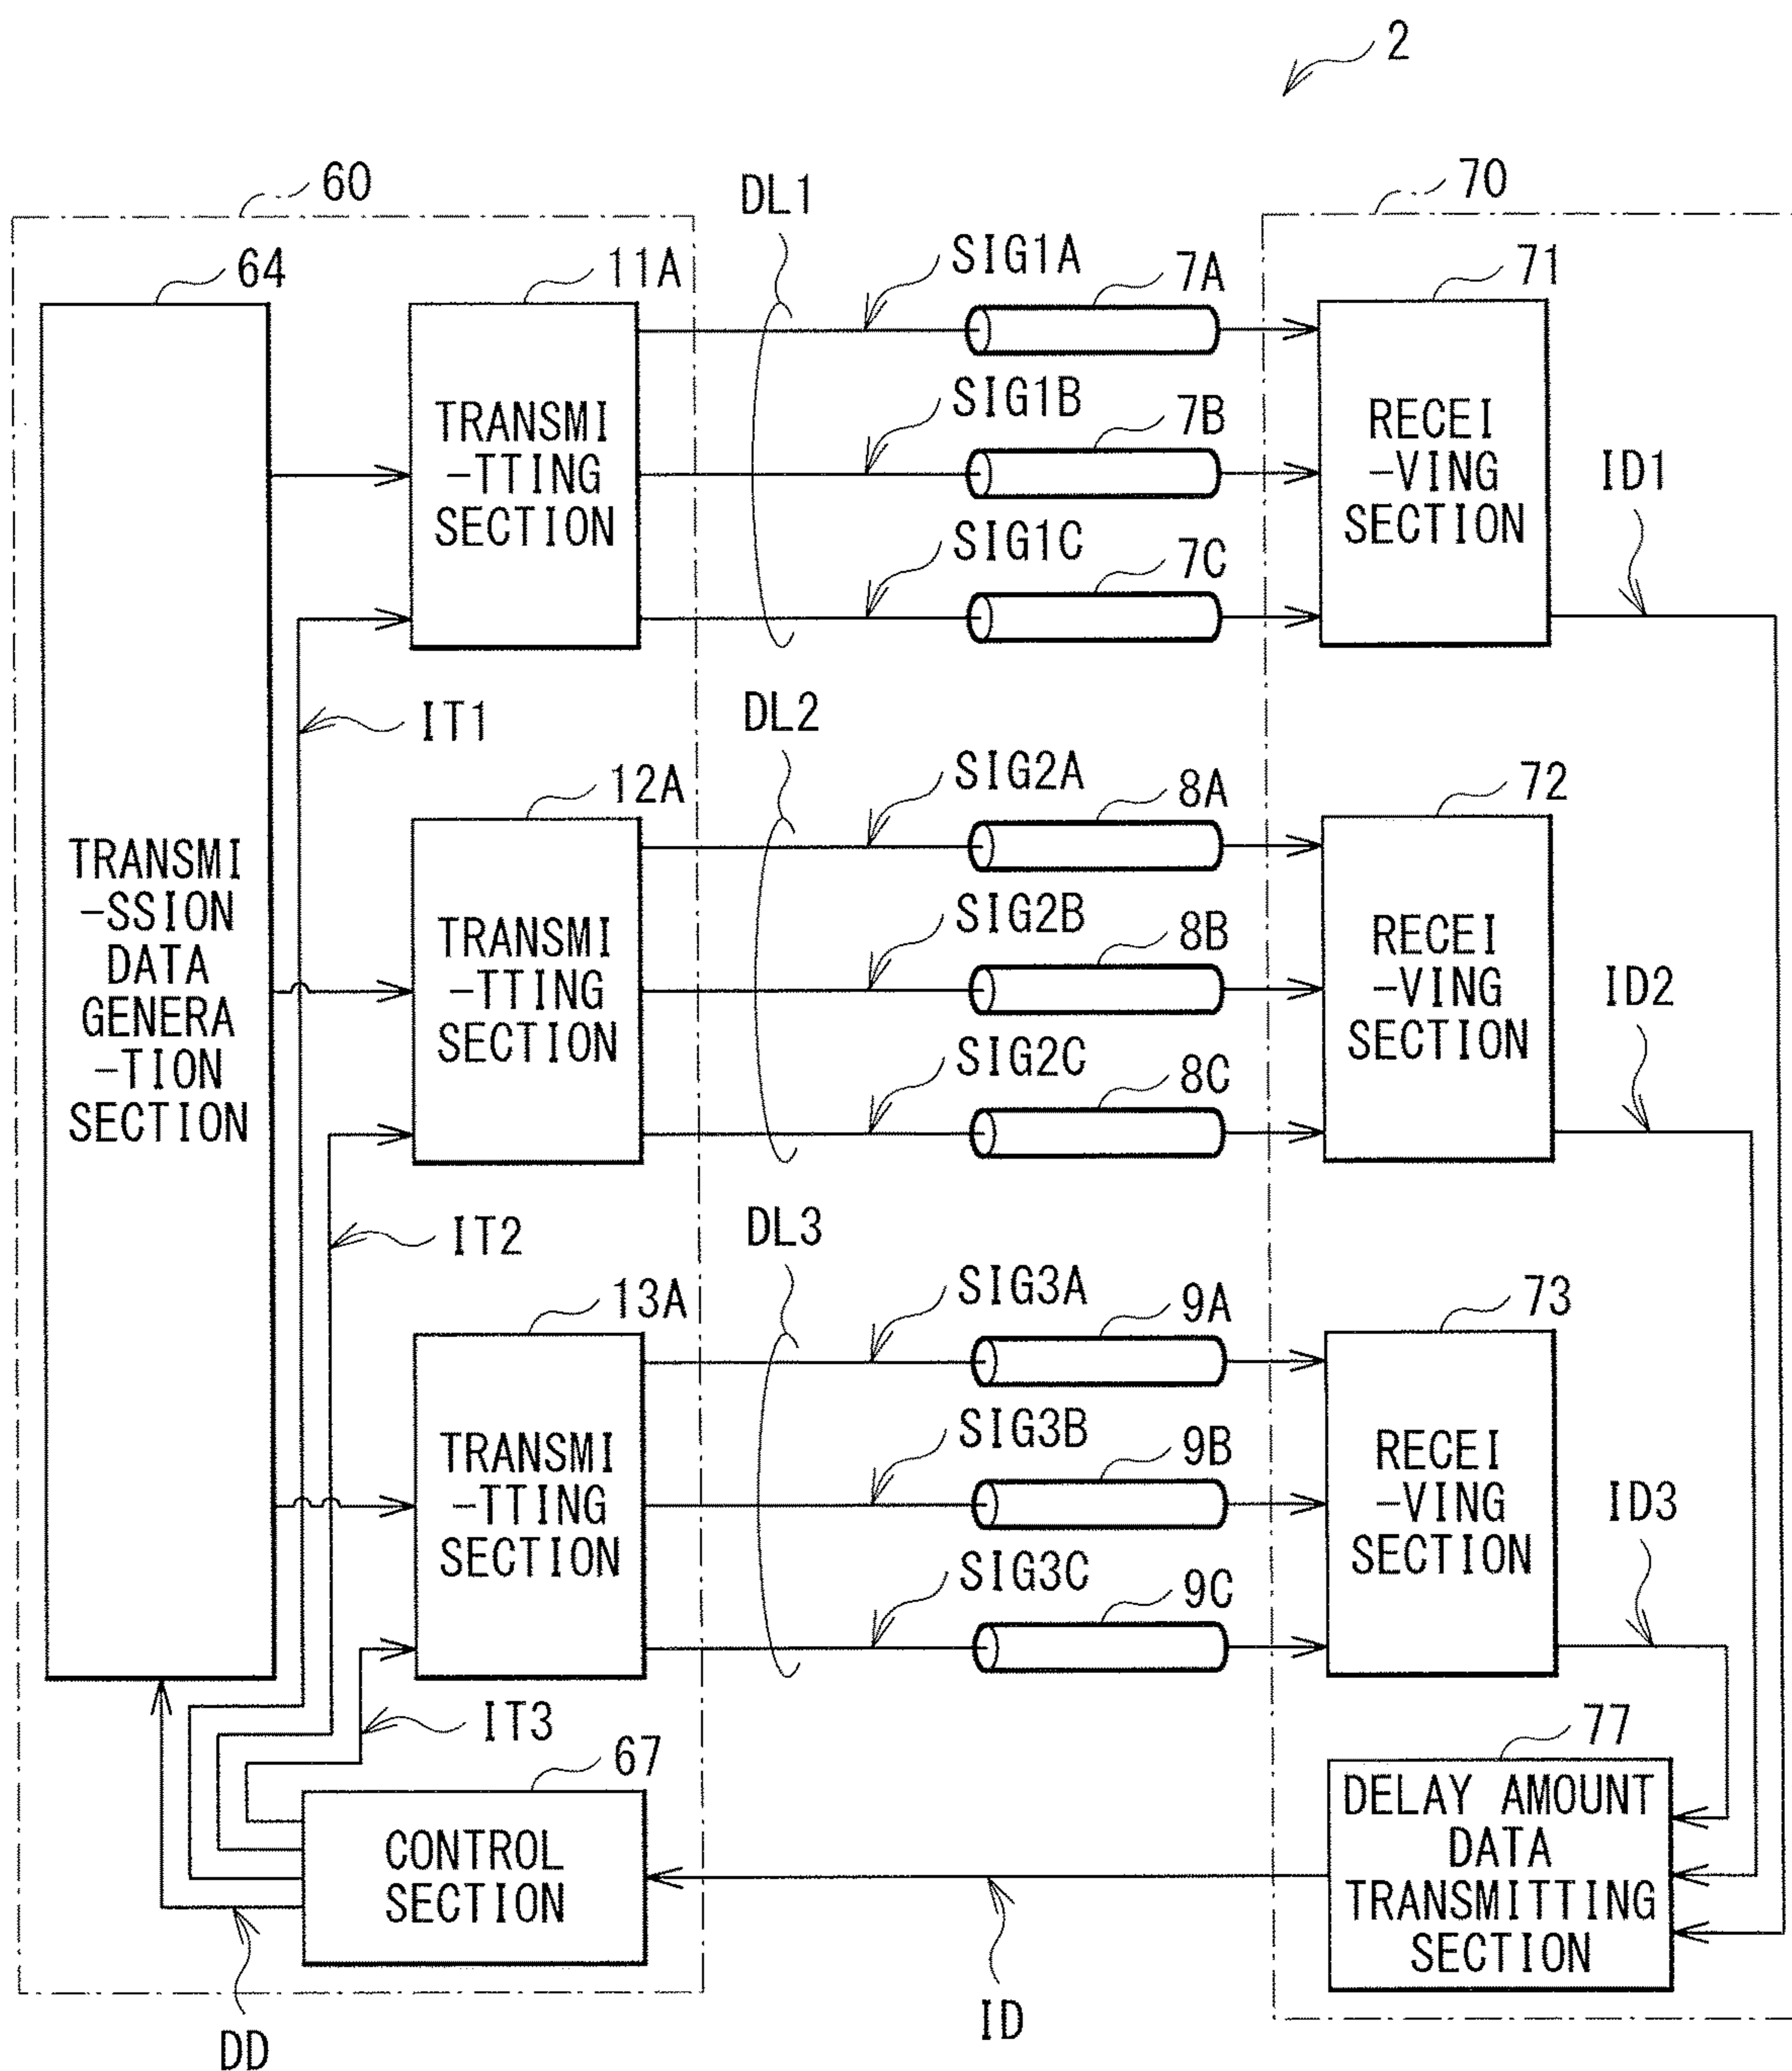 2
60
DL1
70
64
11A
SIG1A
7A
71
TRANSMI
-TTING
SECTION
SIG1B
7B
RECEI
-VING
SECTION
ID1
SIG1C
7C
IT1
DL2
12A
SIG2A
8A
72
TRANSMI
-SSION
DATA
GENERA
-TION
SECTION
TRANSMI
-TTING
SECTION
SIG2B
8B
RECEI
-VING
SECTION
ID2
SIG2C
8C
IT2
DL3
13A
SIG3A
9A
73
TRANSMI
-TTING
SECTION
SIG3B
9B
RECEI
-VING
SECTION
ID3
SIG3C
9C
IT3
67
77
CONTROL
SECTION
DELAY AMOUNT
DATA
TRANSMITTING
SECTION
DD
ID